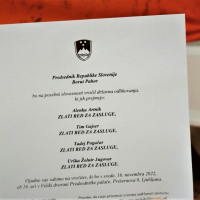 Predsednik Republike Slovenije
Borut Pahor
bo na posebni slovesnosti vročil državna odlikovanja,
ki jih prejmejo:
Alenka Artnik
ZLATI RED ZA ZASLUGE,
Tim Gajser
ZLATI RED ZA ZASLUGE,
Tadej Pogačar
ZLATI RED ZA ZASLUGE,
Urška Žolnir Jugovar
ZLATI RED ZA ZASLUGE.
Vljudno vas vabimo na vročitev, ki bo v sredo, 16. novembra 2022,
ob 14. uri v Veliki dvorani Predsedniške palače, Prešernova 8, Ljubljana.